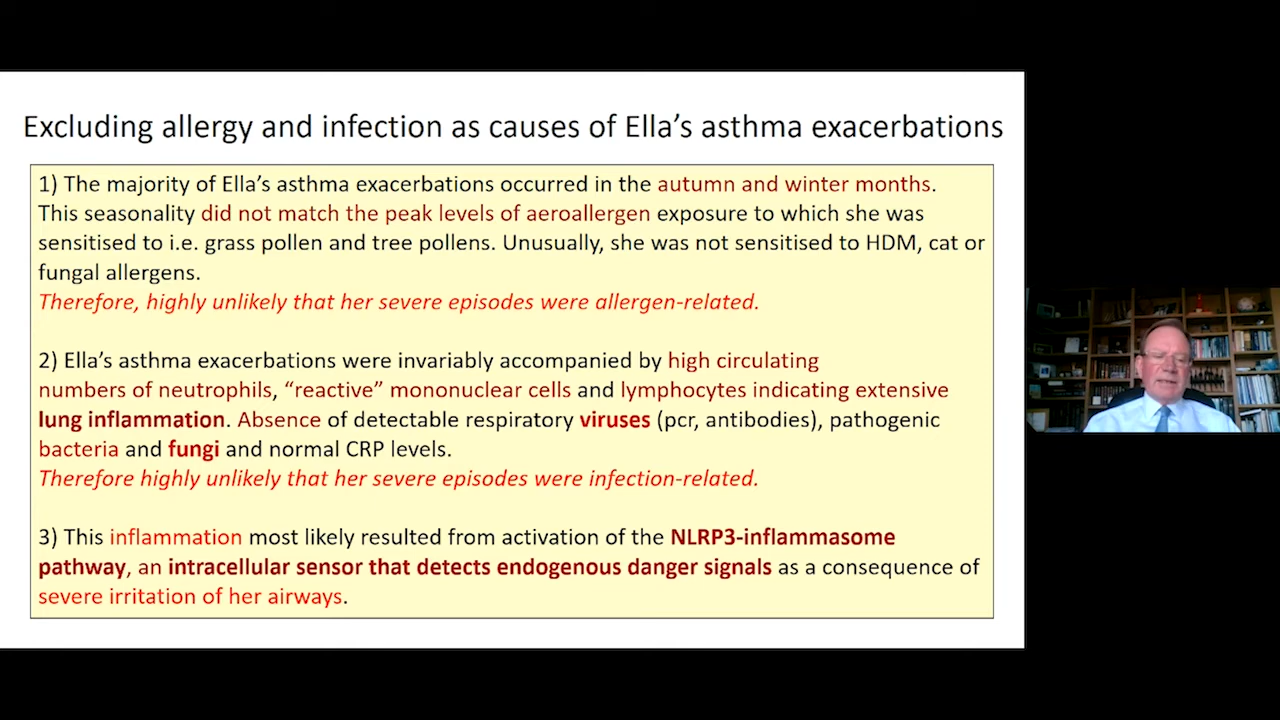 Excluding allergy and infection as causes of Ella's asthma exacerbations
1) The majority of Ella's asthma exacerbations occurred in the autumn and winter months.
This seasonality did not match the peak levels of aeroallergen exposure to which she was
sensitised to i.e. grass pollen and tree pollens. Unusually, she was not sensitised to HDM, cat or
fungal allergens.
Therefore, highly unlikely that her severe episodes were allergen-related.
2) Ella's asthma exacerbations were invariably accompanied by high circulating
numbers of neutrophils, "reactive" mononuclear cells and lymphocytes indicating extensive
lung inflammation. Absence of detectable respiratory viruses (pcr, antibodies), pathogenic
bacteria and fungi and normal CRP levels.
Therefore highly unlikely that her severe episodes were infection-related.
3) This inflammation most likely resulted from activation of the NLRP3-inflammasome
pathway, an intracellular sensor that detects endogenous danger signals as a consequence of
severe irritation of her airways.